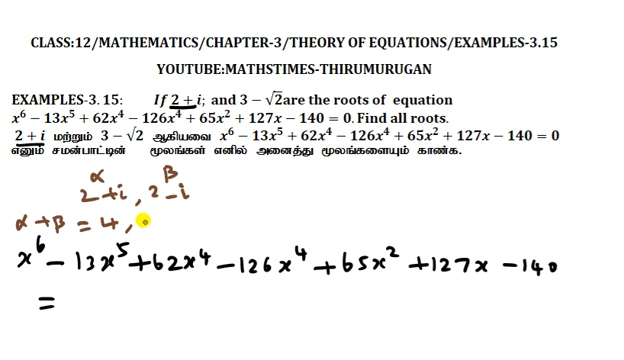 CLASS:12/MATHEMATICS/CHAPTER-3/THEORY OF EQUATIONS/EXAMPLES-3.15
YOUTUBE:MATHSTIMES-THIRUMURUGAN
EXAMPLES-3. 15: If 2 + i; and 3 − √2are the roots of equation
x⁶ − 13x⁵ + 62x⁴ − 126x⁴ + 65x² + 127x − 140 = 0. Find all roots.
2 + i மற்றும் 3 − √2 ஆகியவை x⁶ − 13x⁵ + 62x⁴ − 126x⁴ + 65x² + 127x − 140 = 0
எனும் சமன்பாட்டின் மூலங்கள் எனில் அனைத்து மூலங்களையும் காண்க.
α β
2+i, 2−i
α+β = 4,
x⁶ − 13x⁵ + 62x⁴ − 126x⁴ + 65x² + 127x − 140
=